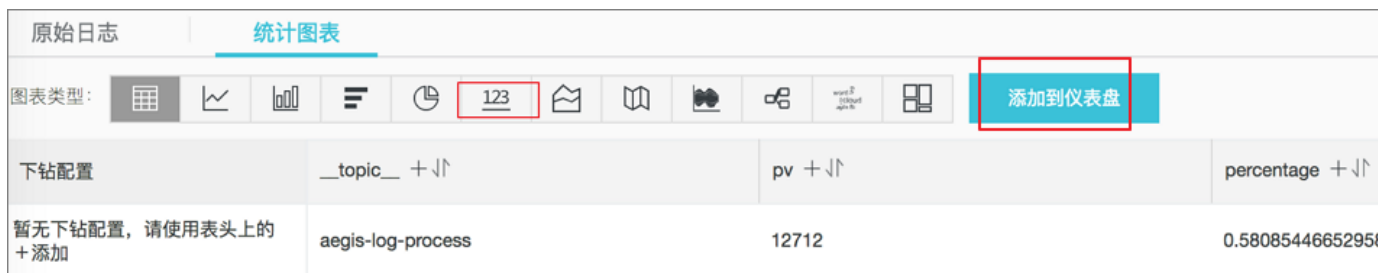 原始日志 统计图表
图表类型: 123 添加到仪表盘
下钻配置 __topic__ pv percentage
暂无下钻配置，请使用表头上的
＋添加
aegis-log-process 12712 0.5808544665295